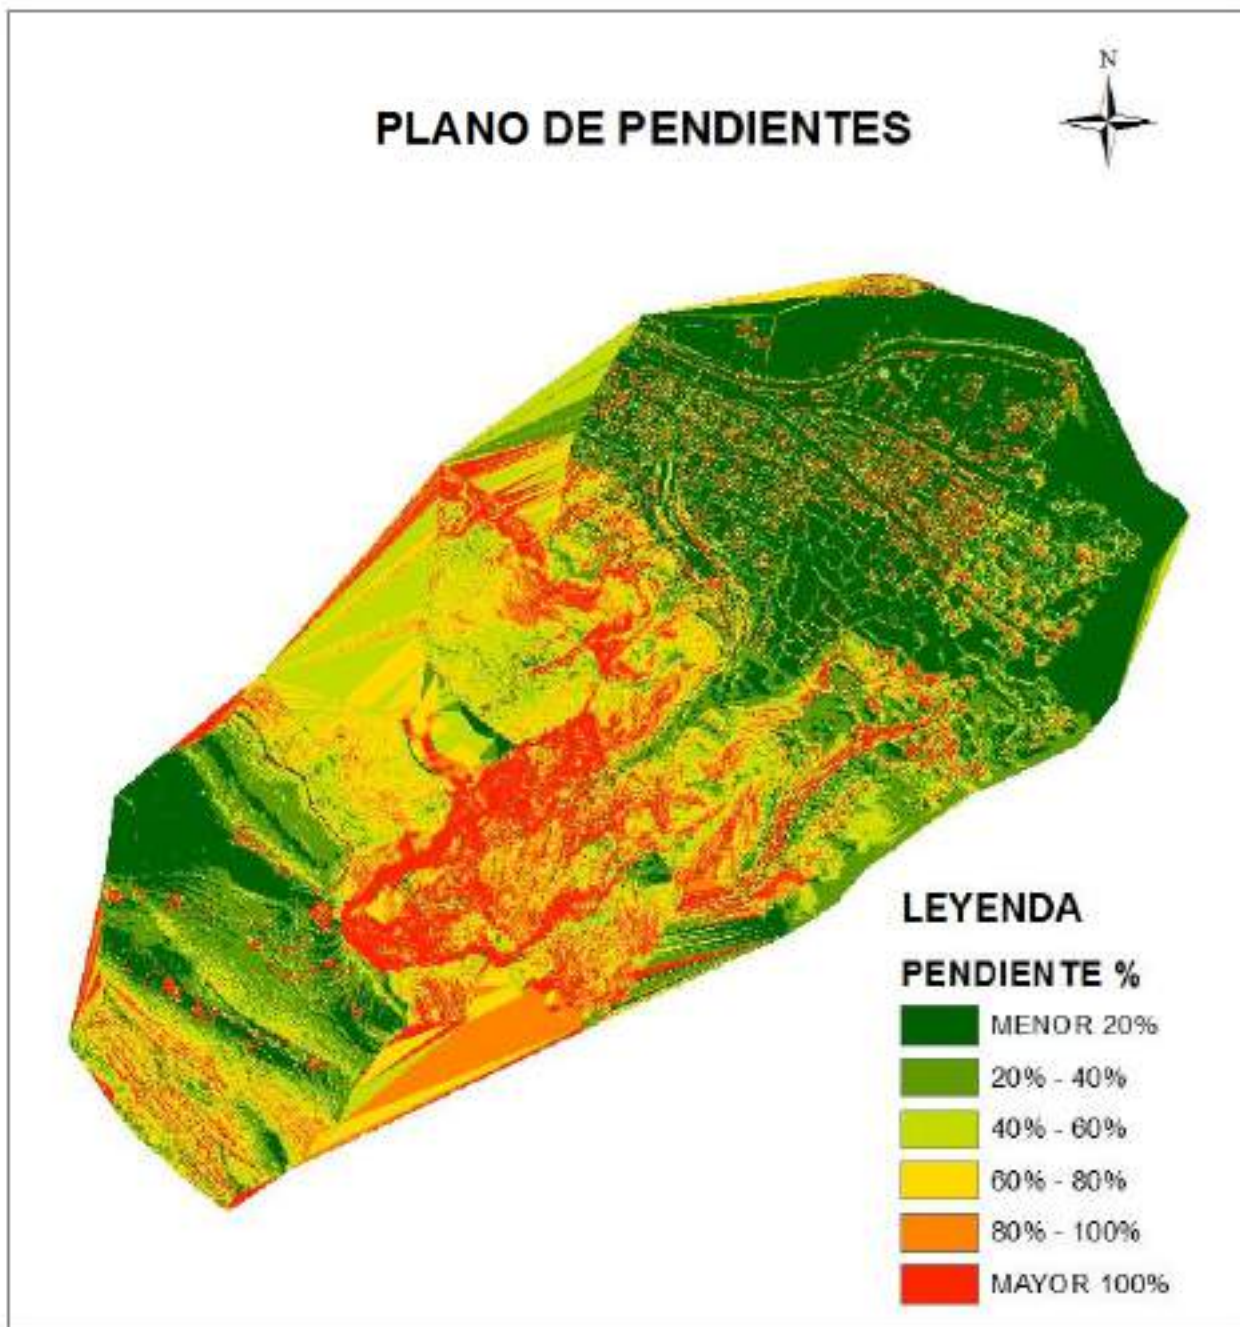 N
PLANO DE PENDIENTES
LEYENDA
PENDIENTE %
MENOR 20%
20% - 40%
40% - 60%
60% - 80%
80% - 100%
MAYOR 100%